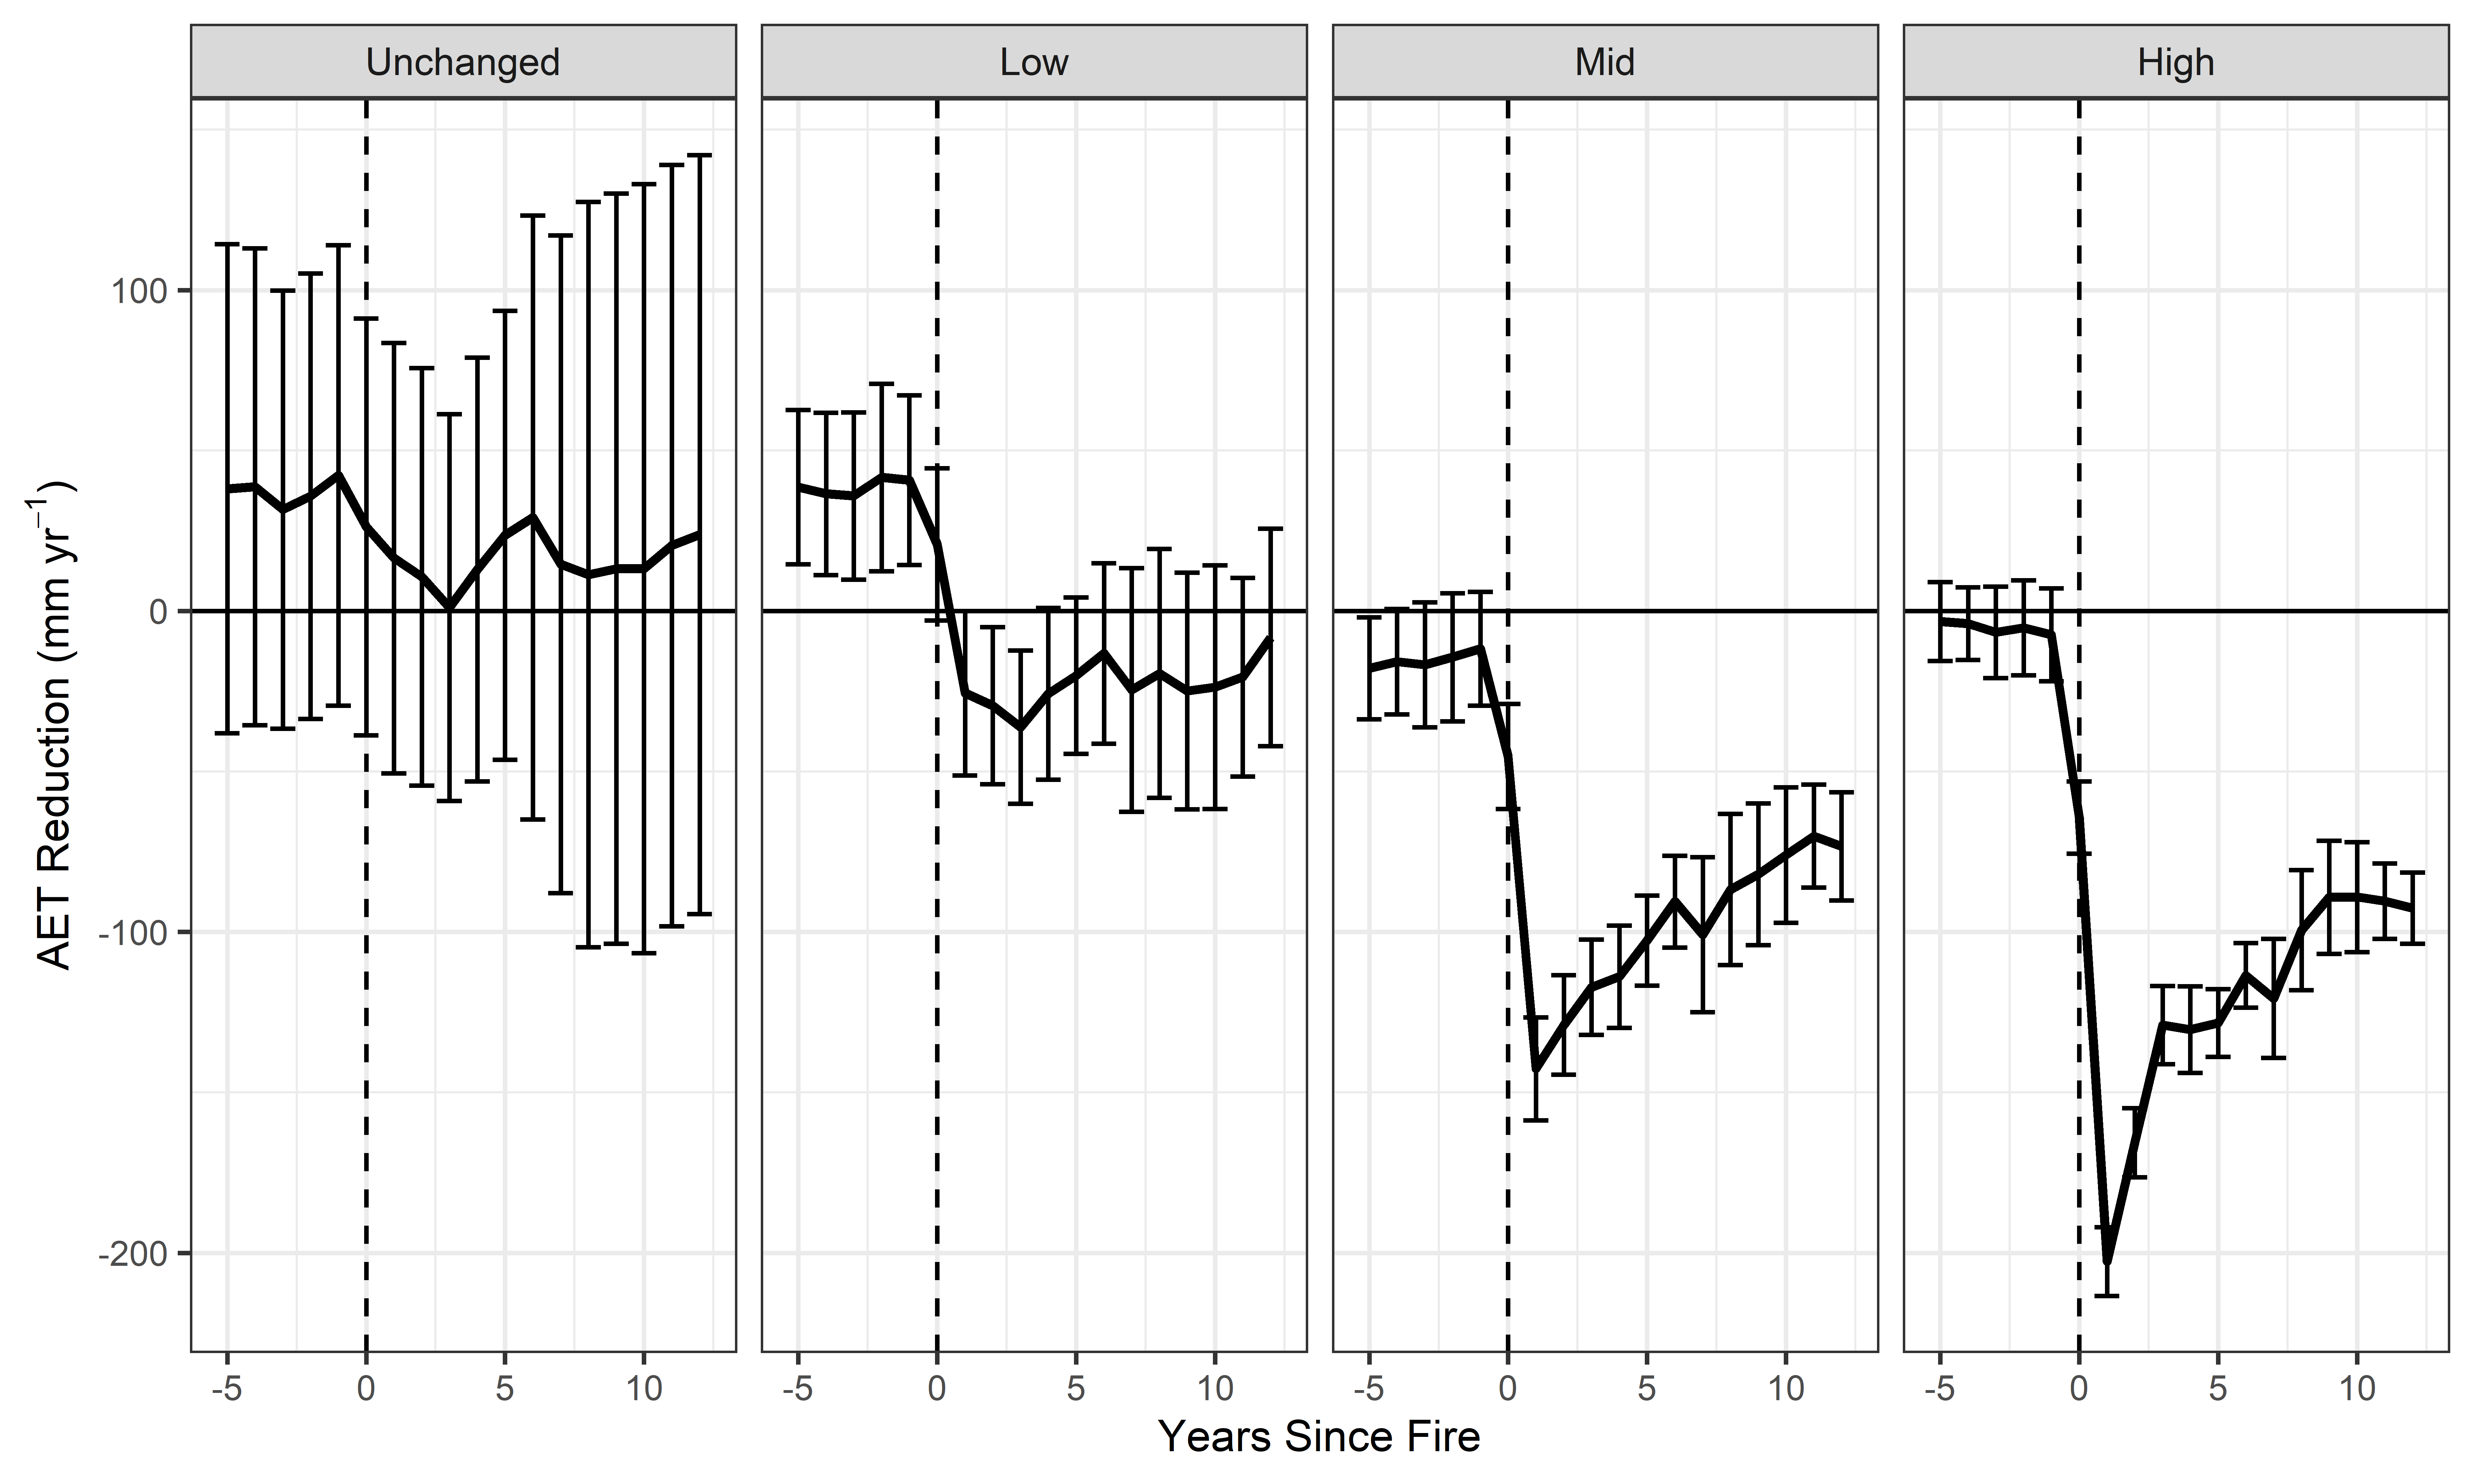 Unchanged Low Mid High
AET Reduction (mm yr⁻¹)
100
0
-100
-200
-5 0 5 10 -5 0 5 10 -5 0 5 10 -5 0 5 10
Years Since Fire